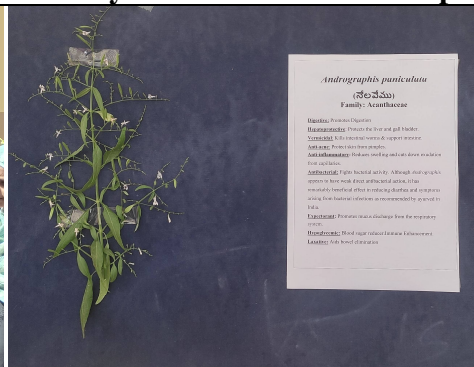 Andrographis paniculata
(నేలవేము)
Family: Acanthaceae
Digestive: Promotes Digestion
Hepatoprotective: Protects the liver and gall bladder.
Vermicidal: Kills intestinal worms & support intestine.
Anti-acne: Protect skin from pimples.
Anti-inflammatory: Reduces swelling and cuts down exudation
from capillaries.
Antibacterial: Fights bacterial activity. Although Andrographis
appears to have weak direct antibacterial action, it has
remarkably beneficial effect in reducing diarrhea and symptoms
arising from bacterial infections as recommended by ayurved in
India.
Expectorant: Promotes mucus discharge from the respiratory
system.
Hypoglycemic: Blood sugar reducer/Immune Enhancement
Laxative: Aids bowel elimination